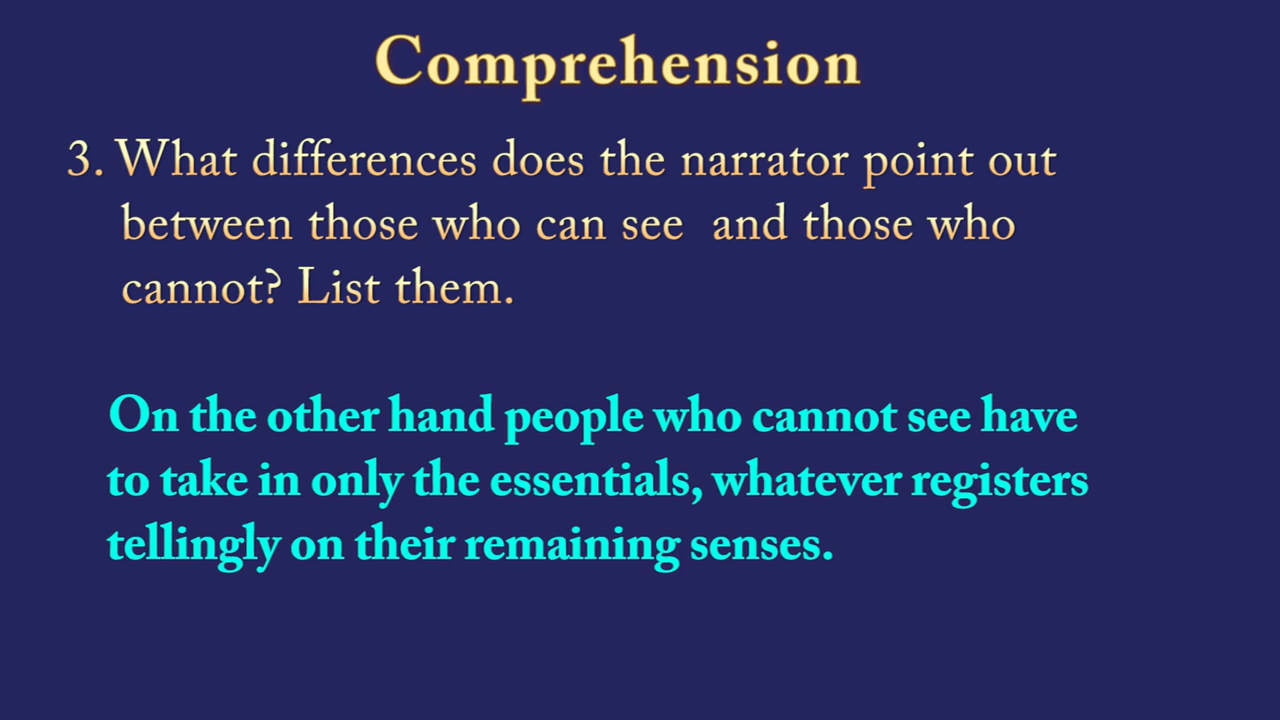 Comprehension
3. What differences does the narrator point out
between those who can see and those who
cannot? List them.
On the other hand people who cannot see have
to take in only the essentials, whatever registers
tellingly on their remaining senses.